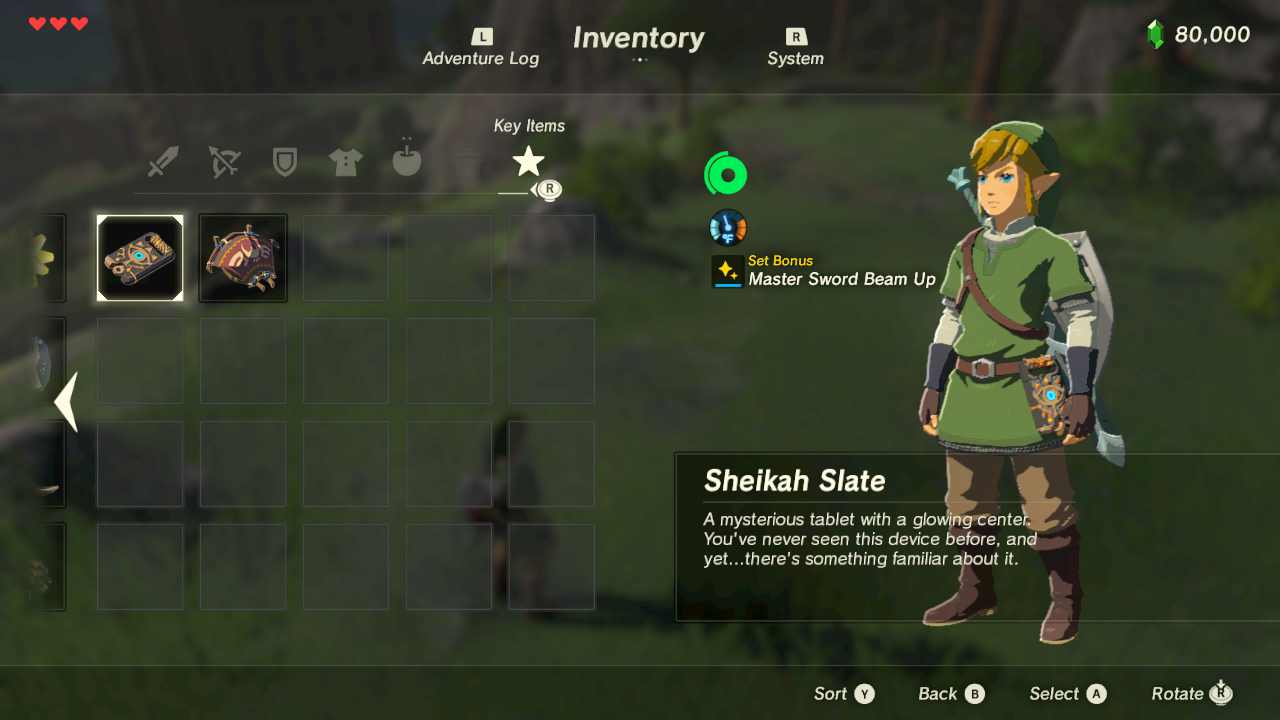 L
Inventory
R
80,000
Adventure Log
System
Key Items
R
°F
Set Bonus
Master Sword Beam Up
Sheikah Slate
A mysterious tablet with a glowing center.
You've never seen this device before, and
yet...there's something familiar about it.
Sort Y Back B Select A Rotate R